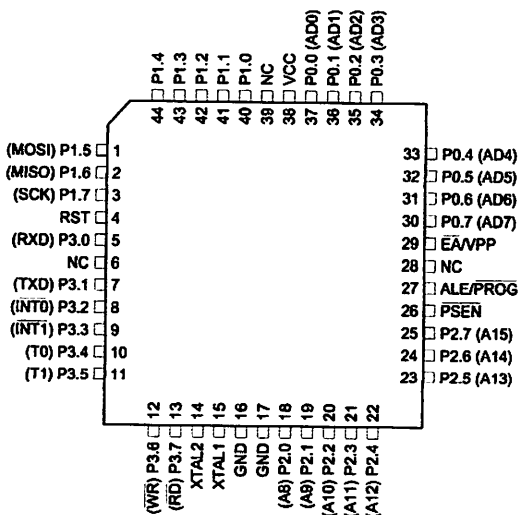 P1.4
P1.3
P1.2
P1.1
P1.0
NC
VCC
P0.0 (AD0)
P0.1 (AD1)
P0.2 (AD2)
P0.3 (AD3)
44
43
42
41
40
39
38
37
36
35
34
(MOSI) P1.5 1
(MISO) P1.6 2
(SCK) P1.7 3
RST 4
(RXD) P3.0 5
NC 6
(TXD) P3.1 7
(INT0) P3.2 8
(INT1) P3.3 9
(T0) P3.4 10
(T1) P3.5 11
33 P0.4 (AD4)
32 P0.5 (AD5)
31 P0.6 (AD6)
30 P0.7 (AD7)
29 EA/VPP
28 NC
27 ALE/PROG
26 PSEN
25 P2.7 (A15)
24 P2.6 (A14)
23 P2.5 (A13)
12
13
14
15
16
17
18
19
20
21
22
(WR) P3.6
(RD) P3.7
XTAL2
XTAL1
GND
GND
(A8) P2.0
(A9) P2.1
(A10) P2.2
(A11) P2.3
(A12) P2.4